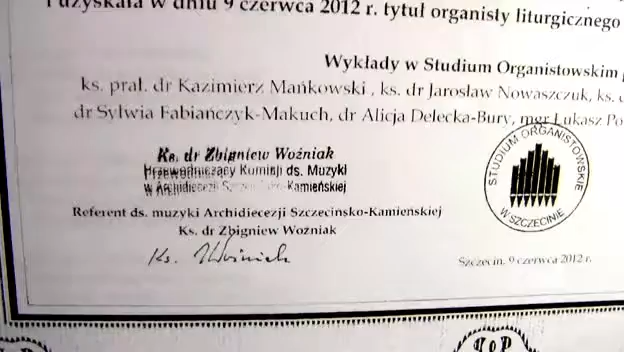 uzyskała w dniu 9 czerwca 2012 r. tytuł organisty liturgicznego
Wykłady w Studium Organistowskim
ks. prał. dr Kazimierz Mańkowski , ks. dr Jarosław Nowaszczuk, ks.
dr Sylwia Fabiańczyk-Makuch, dr Alicja Delecka-Bury, mgr Łukasz
Ks. dr Zbigniew Woźniak
Przewodniczący Komisji ds. Muzyki
w Archidiecezji Szczecińsko-Kamieńskiej
Referent ds. muzyki Archidiecezji Szczecińsko-Kamieńskiej
Ks. dr Zbigniew Woźniak
Ks. Woźniak
STUDIUM ORGANISTOWSKIE
W SZCZECINIE
Szczecin, 9 czerwca 2012 r.